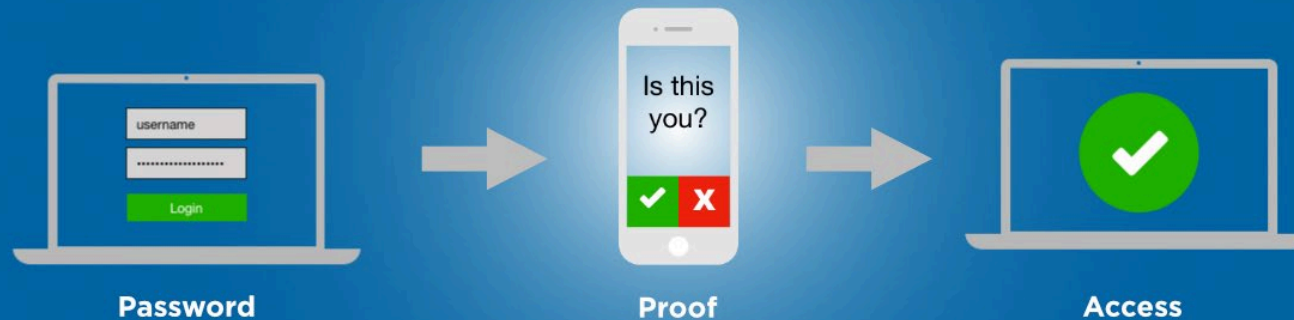 username
••••••••••••••••••
Login
Password
Is this
you?
X
Proof
Access